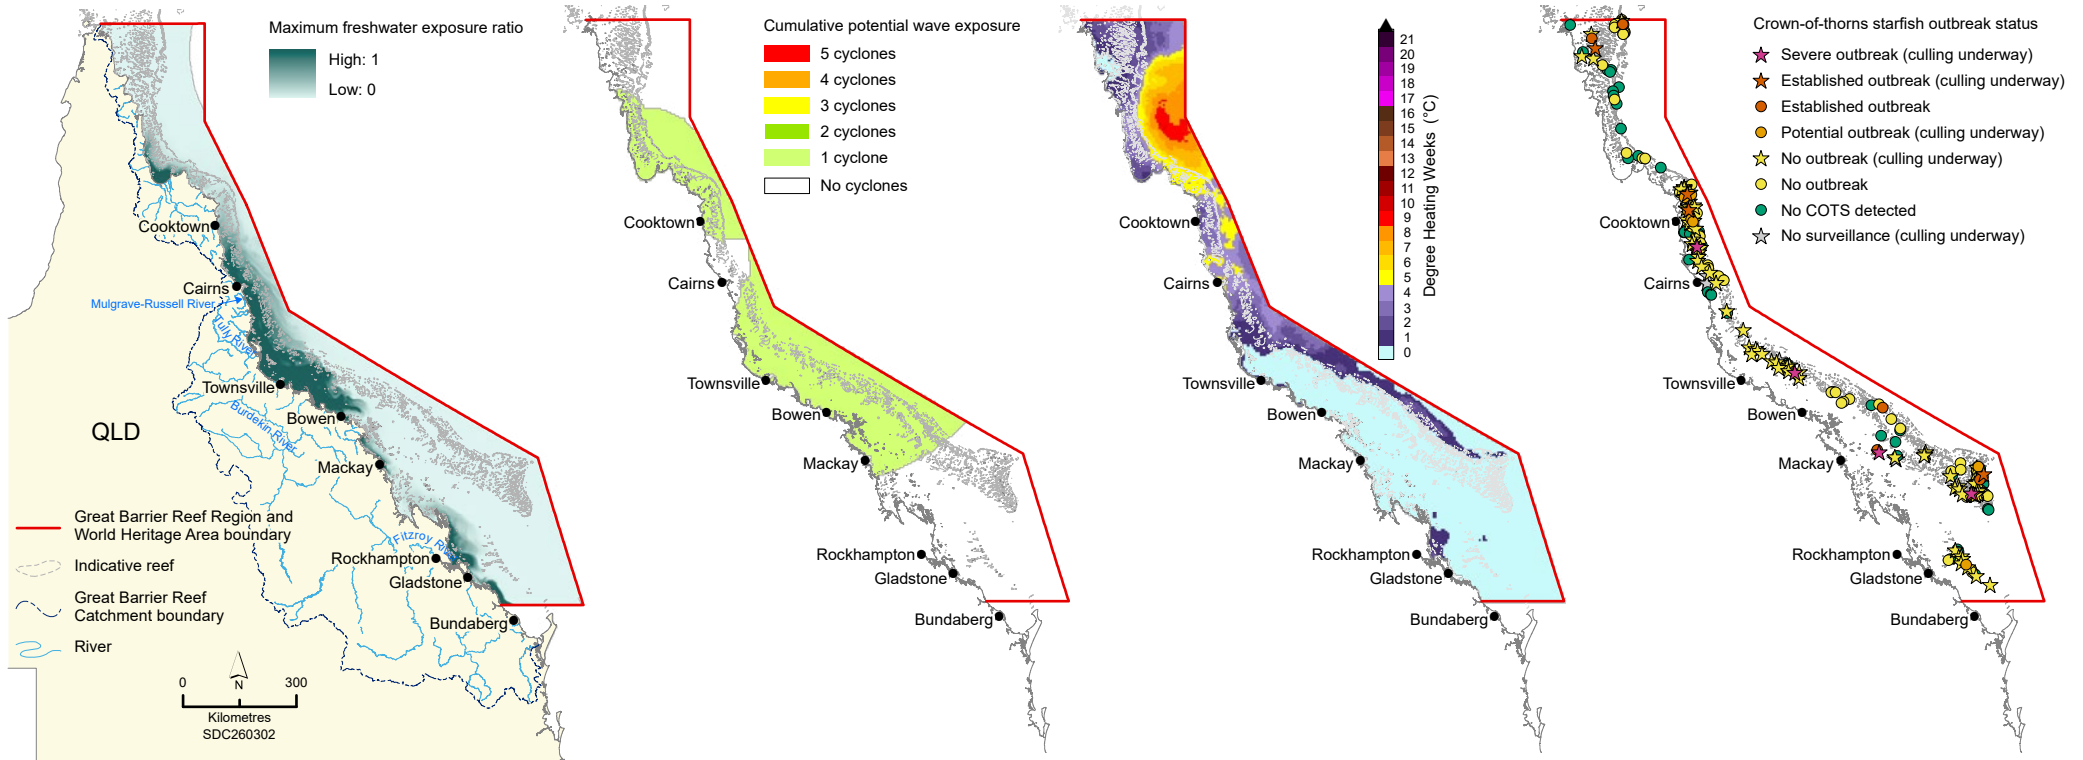 Maximum freshwater exposure ratio
High: 1
Low: 0
Cooktown
Cairns
Mulgrave-Russell River
Tully River
Townsville
Bowen
Burdekin River
QLD
Mackay
Great Barrier Reef Region and
World Heritage Area boundary
Indicative reef
Great Barrier Reef
Catchment boundary
River
Fitzroy
Rockhampton
Gladstone
Bundaberg
0
N
300
Kilometres
SDC260302
Cumulative potential wave exposure
5 cyclones
4 cyclones
3 cyclones
2 cyclones
1 cyclone
No cyclones
Cooktown
Cairns
Townsville
Bowen
Mackay
Rockhampton
Gladstone
Bundaberg
21
20
19
18
17
16
15
14
13
12
11
10
9
8
7
6
5
4
3
2
1
0
Degree Heating Weeks (°C)
Cooktown
Cairns
Townsville
Bowen
Mackay
Rockhampton
Gladstone
Bundaberg
Crown-of-thorns starfish outbreak status
Severe outbreak (culling underway)
Established outbreak (culling underway)
Established outbreak
Potential outbreak (culling underway)
No outbreak (culling underway)
No outbreak
No COTS detected
No surveillance (culling underway)
Cooktown
Cairns
Townsville
Bowen
Mackay
Rockhampton
Gladstone
Bundaberg